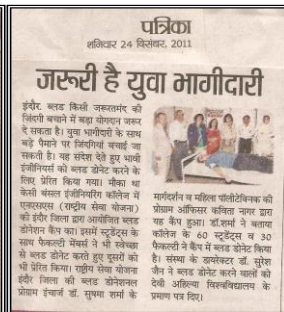 पत्रिका
शनिवार 24 दिसंबर, 2011
जरूरी है युवा भागीदारी
इंदौर. ब्लड किसी जरूरतमंद की
जिंदगी बचाने में बड़ा योगदान जरूर
दे सकता है। युवा भागीदारी के साथ
बड़े पैमाने पर जिंदगियां बचाई जा
सकती है। यह संदेश देते हुए भावी
इंजीनियर्स को ब्लड डोनेट करने के
लिए प्रेरित किया गया। मौका था
केसी बंसल इंजीनियरिंग कॉलेज में
एनएसएस (राष्ट्रीय सेवा योजना)
को इंदौर जिला द्वारा आयोजित ब्लड
डोनेशन कैंप का। इसमें स्टूडेंट्स के
साथ फैकल्टी मेंबर्स ने भी स्वेच्छा
से ब्लड डोनेट करते हुए दूसरों को
भी प्रेरित किया। राष्ट्रीय सेवा योजना
इंदौर जिला की ब्लड डोनेशनल
प्रोग्राम इंचार्ज डॉ. सुषमा शर्मा के
मार्गदर्शन व महिला पॉलीटेक्निक की
प्रोग्राम ऑफिसर कविता नागर द्वारा
यह कैंप हुआ। डॉ.शर्मा ने बताया
कॉलेज के 60 स्टूडेंट्स व 30
फैकल्टी ने कैंप में ब्लड डोनेट किया
है। संस्था के डायरेक्टर डॉ. सुरेश
जैन ने ब्लड डोनेट करने वालों को
देवी अहिल्या विश्वविद्यालय के
प्रमाण पत्र दिए।